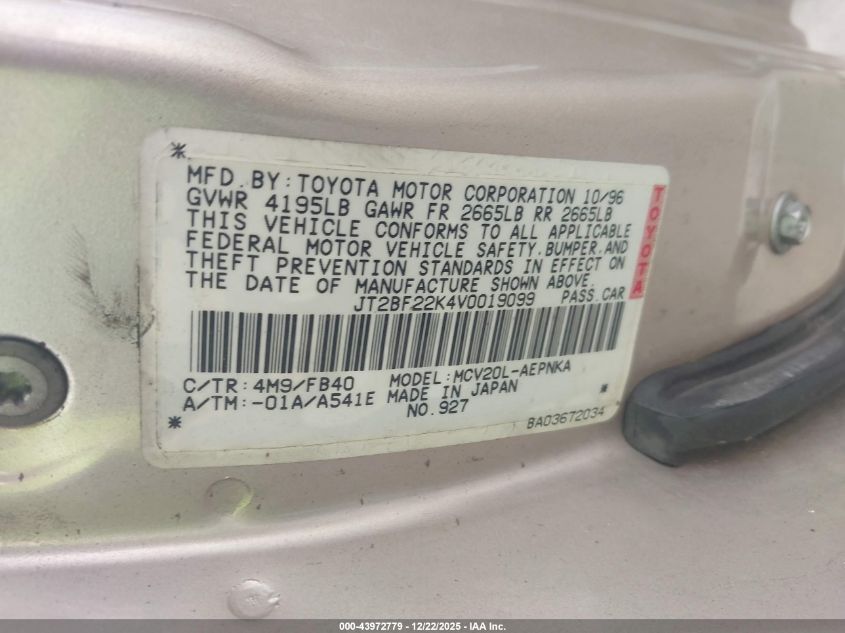 MFD. BY: TOYOTA MOTOR CORPORATION 10/96
GVWR 4195LB GAWR FR 2665LB RR 2665LB
THIS VEHICLE CONFORMS TO ALL APPLICABLE
FEDERAL MOTOR VEHICLE SAFETY, BUMPER, AND
THEFT PREVENTION STANDARDS IN EFFECT ON
THE DATE OF MANUFACTURE SHOWN ABOVE.
JT2BF22K4V0019099 PASS. CAR
TOYOTA
C/TR: 4M9/FB40 MODEL: MCV20L-AEPNKA
A/TM: -01A/A541E MADE IN JAPAN
NO. 927 BA03672034
000-43972779 - 12/22/2025 - IAA Inc.